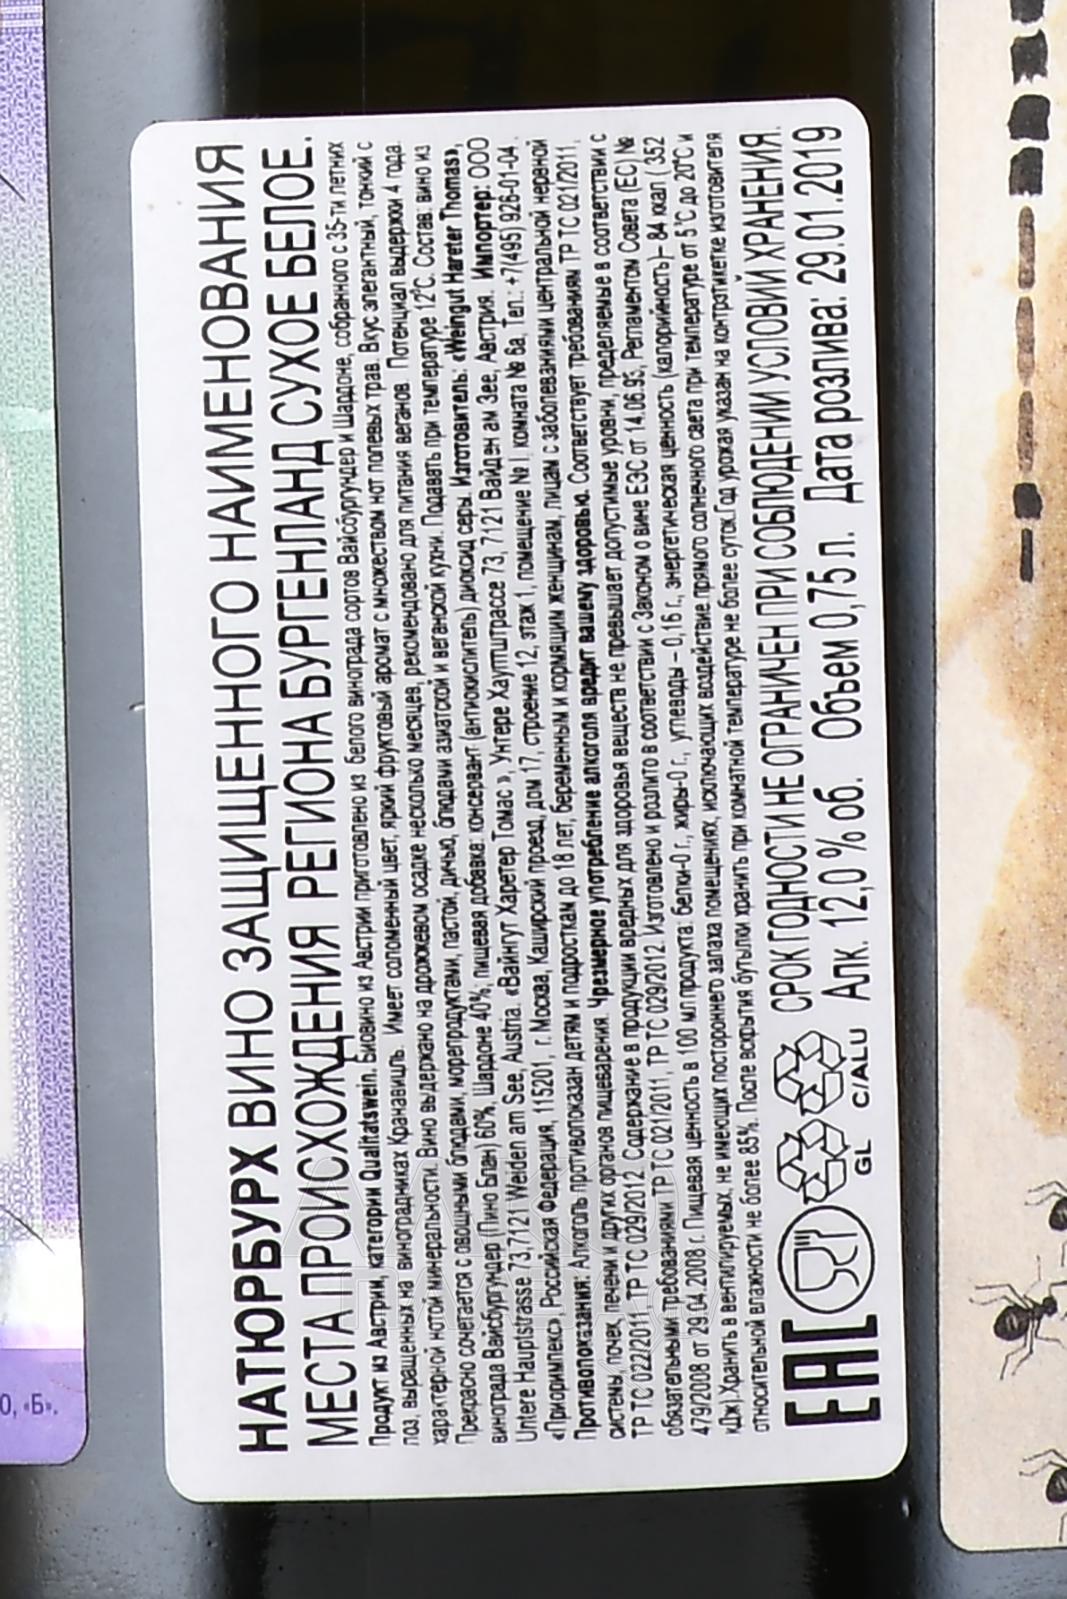 НАТЮРБУРХ ВИНО ЗАЩИЩЕННОГО НАИМЕНОВАНИЯ
МЕСТА ПРОИСХОЖДЕНИЯ РЕГИОНА БУРГЕНЛАНД СУХОЕ БЕЛОЕ.
Продукт из Австрии, категории Qualitatswein. Биовино из Австрии приготовлено из белого винограда сортов Вайсбургундер и Шардоне, собранного с 35-ти летних
лоз, выращенных на виноградниках Кранавицль. Имеет соломенный цвет, яркий фруктовый аромат с множеством нот полевых трав. Вкус элегантный, тонкий с
характерной нотой минеральности. Вино выдержано на дрожжевом осадке несколько месяцев, рекомендовано для питания веганов. Потенциал выдержки 4 года.
Прекрасно сочетается с овощными блюдами, морепродуктами, пастой, дичью, блюдами азиатской и веганской кухни. Подавать при температуре 12°С. Состав: вино из
винограда Вайсбургундер (Пино Блан) 60%, Шардоне 40%; пищевая добавка: консервант (антиокислитель) диоксид серы. Изготовитель: «Weingut Hareter Thomas»,
Untere Hauptstrasse 73,7121 Weiden am See, Austria. «Вайнгут Харетер Томас », Унтере Хауптштрассе 73, 7121 Вайден ам Зее, Австрия. Импортер: ООО
«Приоримпекс», Российская Федерация, 115201, г. Москва, Каширский проезд, дом 17, строение 12, этаж 1, помещение № I, комната № 6а, Тел.: +7(495) 926-01-04.
Противопоказания: Алкоголь противопоказан детям и подросткам до 18 лет, беременным и кормящим женщинам, лицам с заболеваниями центральной нервной
системы, почек, печени и других органов пищеварения. Чрезмерное употребление алкоголя вредит вашему здоровью. Соответствует требованиям ТР ТС 021/2011,
ТР ТС 022/2011, ТР ТС 029/2012. Содержание в продукции вредных для здоровья веществ не превышает допустимые уровни, определяемые в соответствии с
обязательными требованиями ТР ТС 021/2011, ТР ТС 029/2012. Изготовлено и розлито в соответствии с Законом о вине ЕЭС от 14.06.93, Регламентом Совета (ЕС) №
479/2008 от 29.04.2008 г. Пищевая ценность в 100 мл продукта: белки-0 г., жиры-0 г., углеводы – 0,16 г., энергетическая ценность (калорийность)– 84 ккал ( 352
кДж).Хранить в вентилируемых, не имеющих постороннего запаха помещениях, исключающих воздействие прямого солнечного света при температуре от 5°С до 20°С и
относительной влажности не более 85%. После вскрытия бутылки хранить при комнатной температуре не более суток. Год урожая указан на контрэтикетке изготовителя
СРОК ГОДНОСТИ НЕ ОГРАНИЧЕН ПРИ СОБЛЮДЕНИИ УСЛОВИЙ ХРАНЕНИЯ.
Алк. 12,0 % об. Объем 0,75 л. Дата розлива: 29.01.2019
EAC
GL C/ALU
О, «Б».